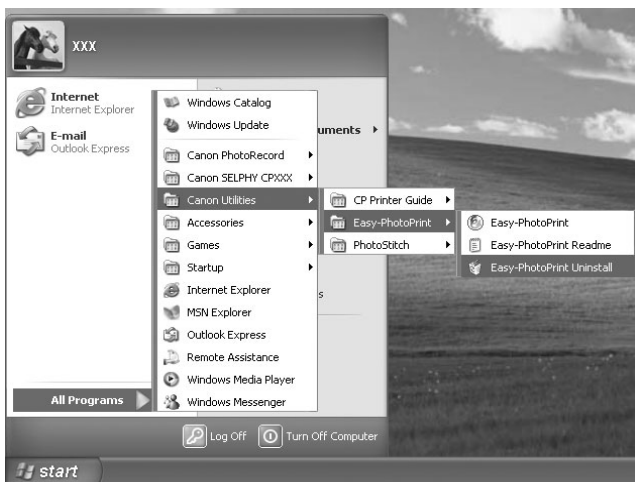 XXX
Internet
Internet Explorer
E-mail
Outlook Express
Windows Catalog
Windows Update
Canon PhotoRecord
Canon SELPHY CPXXX
Canon Utilities
Accessories
Games
Startup
Internet Explorer
MSN Explorer
Outlook Express
Remote Assistance
Windows Media Player
Windows Messenger
uments
s
CP Printer Guide
Easy-PhotoPrint
PhotoStitch
Easy-PhotoPrint
Easy-PhotoPrint Readme
Easy-PhotoPrint Uninstall
All Programs
Log Off
Turn Off Computer
start